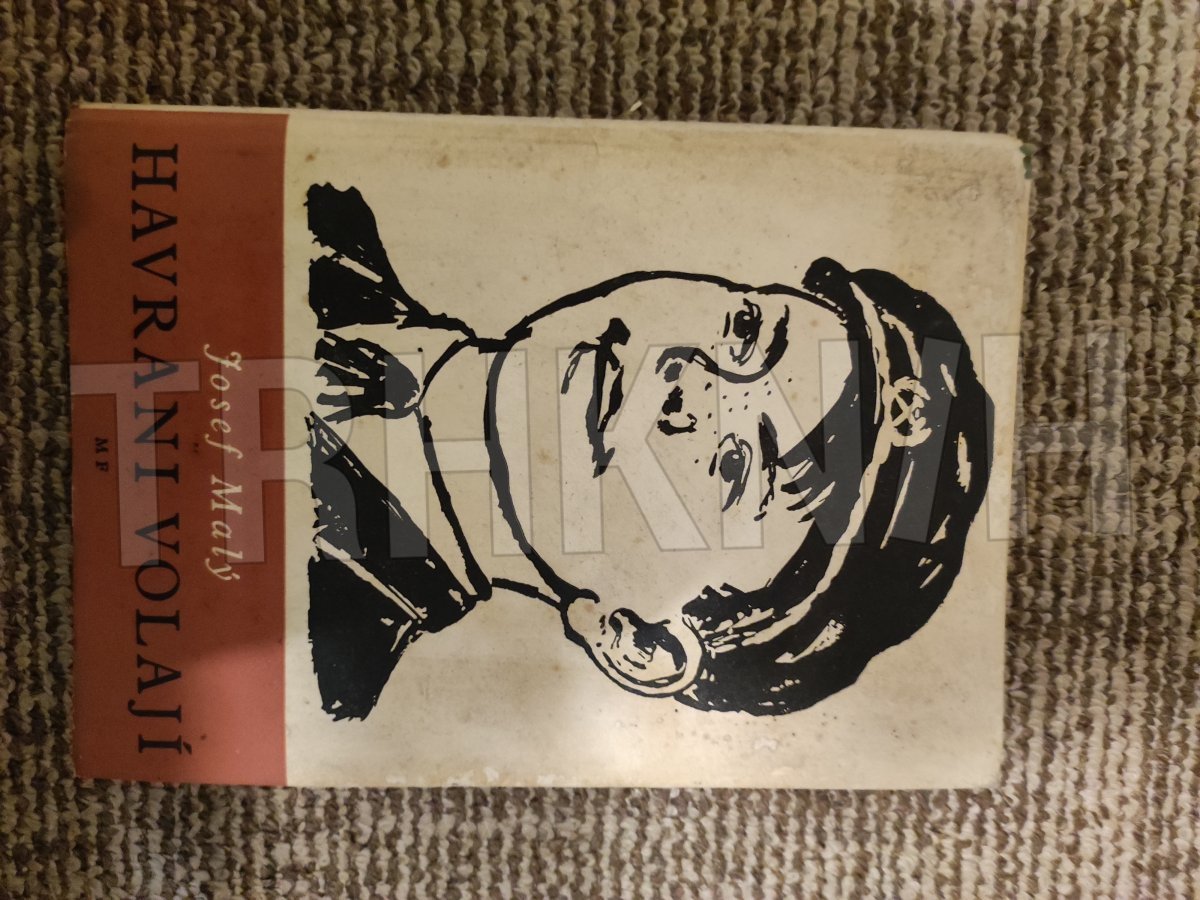 HAVRANI VOLAJÍ
Josef Malý
MF
TRHKNIH